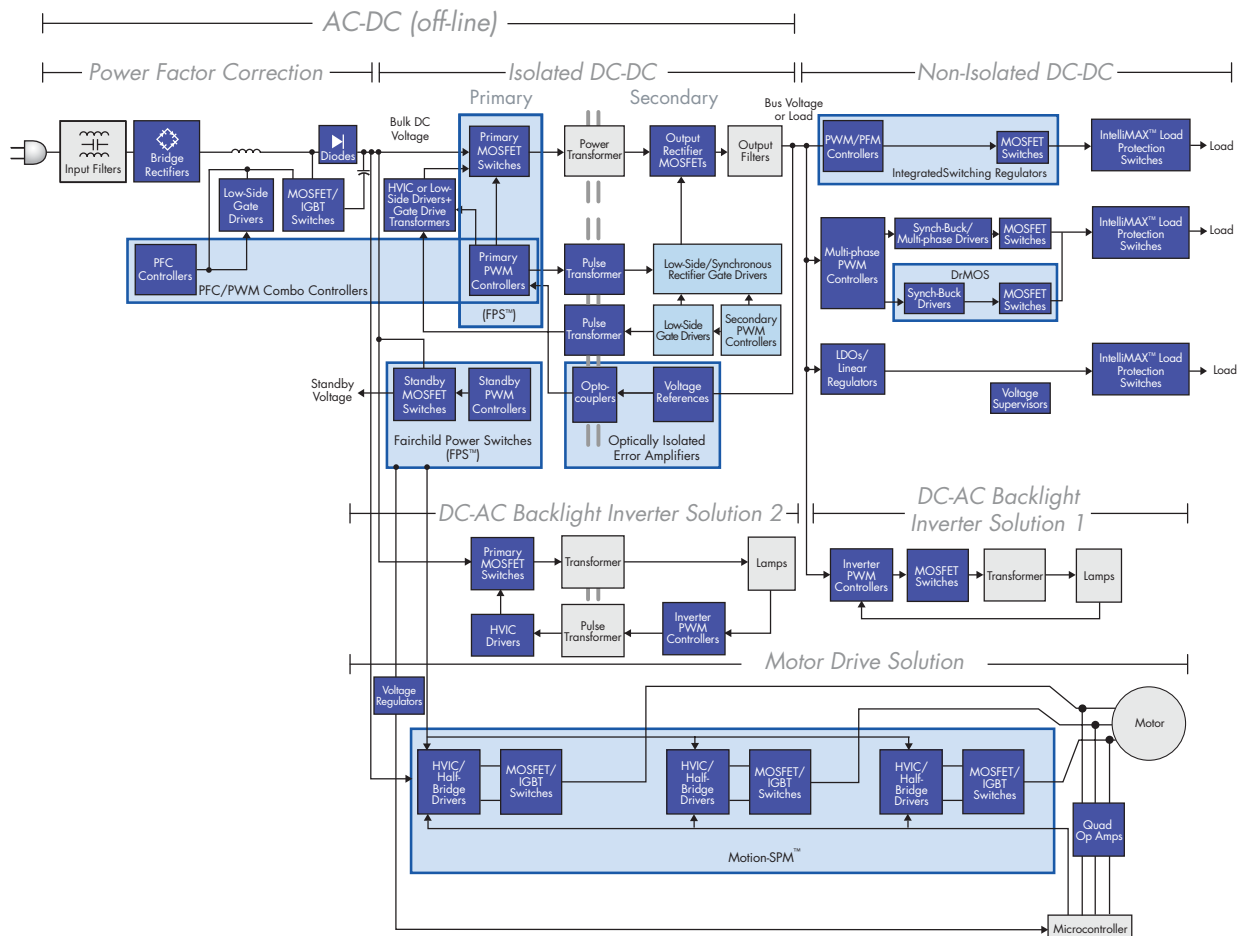 AC-DC (off-line)
Power Factor Correction
Isolated DC-DC
Non-Isolated DC-DC
Primary
Secondary
Bus Voltage
or Load
Bulk DC
Voltage
Input Filters
Bridge
Rectifiers
Diodes
Low-Side
Gate
Drivers
MOSFET/
IGBT
Switches
HVIC or Low-
Side Drivers+
Gate Drive
Transformers
Primary
MOSFET
Switches
Power
Transformer
Output
Rectifier
MOSFETs
Output
Filters
PWM/PFM
Controllers
MOSFET
Switches
IntegratedSwitching Regulators
IntelliMAX™ Load
Protection
Switches
Load
PFC
Controllers
PFC/PWM Combo Controllers
Primary
PWM
Controllers
(FPS™)
Pulse
Transformer
Low-Side/Synchronous
Rectifier Gate Drivers
Pulse
Transformer
Low-Side
Gate Drivers
Secondary
PWM
Controllers
Multi-phase
PWM
Controllers
Synch-Buck/
Multi-phase Drivers
MOSFET
Switches
DrMOS
Synch-Buck
Drivers
MOSFET
Switches
IntelliMAX™ Load
Protection
Switches
Load
Standby
Voltage
Standby
MOSFET
Switches
Standby
PWM
Controllers
Fairchild Power Switches
(FPS™)
Opto-
couplers
Voltage
References
Optically Isolated
Error Amplifiers
LDOs/
Linear
Regulators
Voltage
Supervisors
IntelliMAX™ Load
Protection
Switches
Load
DC-AC Backlight Inverter Solution 2
DC-AC Backlight
Inverter Solution 1
Primary
MOSFET
Switches
Transformer
Lamps
HVIC
Drivers
Pulse
Transformer
Inverter
PWM
Controllers
Inverter
PWM
Controllers
MOSFET
Switches
Transformer
Lamps
Motor Drive Solution
Voltage
Regulators
Motor
HVIC/
Half-
Bridge
Drivers
MOSFET/
IGBT
Switches
HVIC/
Half-
Bridge
Drivers
MOSFET/
IGBT
Switches
HVIC/
Half-
Bridge
Drivers
MOSFET/
IGBT
Switches
Quad
Op Amps
Motion-SPM™
Microcontroller